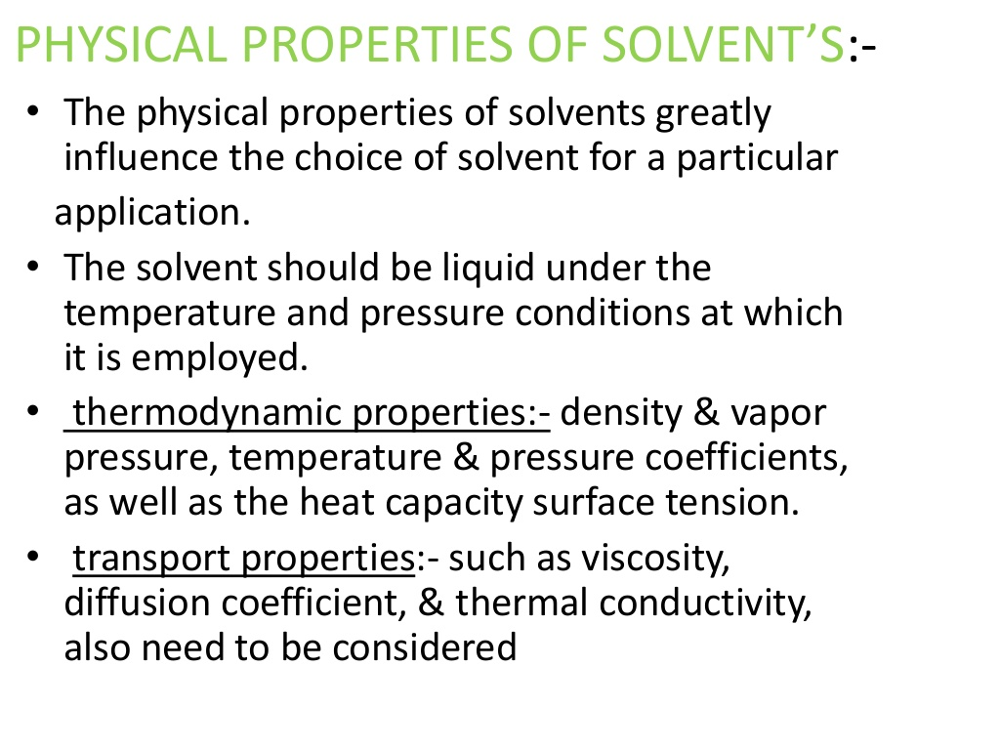 PHYSICAL PROPERTIES OF SOLVENT’S:-
• The physical properties of solvents greatly
influence the choice of solvent for a particular
application.
• The solvent should be liquid under the
temperature and pressure conditions at which
it is employed.
• thermodynamic properties:- density & vapor
pressure, temperature & pressure coefficients,
as well as the heat capacity surface tension.
• transport properties:- such as viscosity,
diffusion coefficient, & thermal conductivity,
also need to be considered